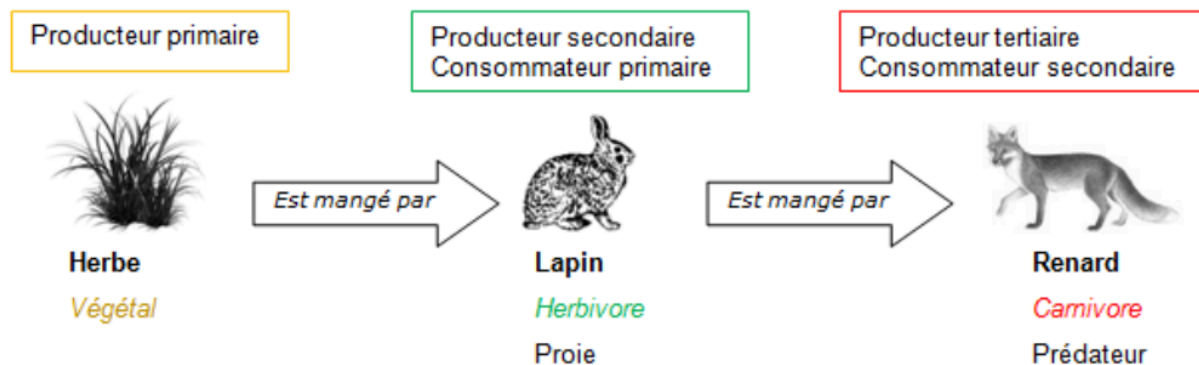 Producteur primaire
Producteur secondaire
Consommateur primaire
Producteur tertiaire
Consommateur secondaire
Est mangé par
Est mangé par
Herbe
Végétal
Lapin
Herbivore
Proie
Renard
Carnivore
Prédateur